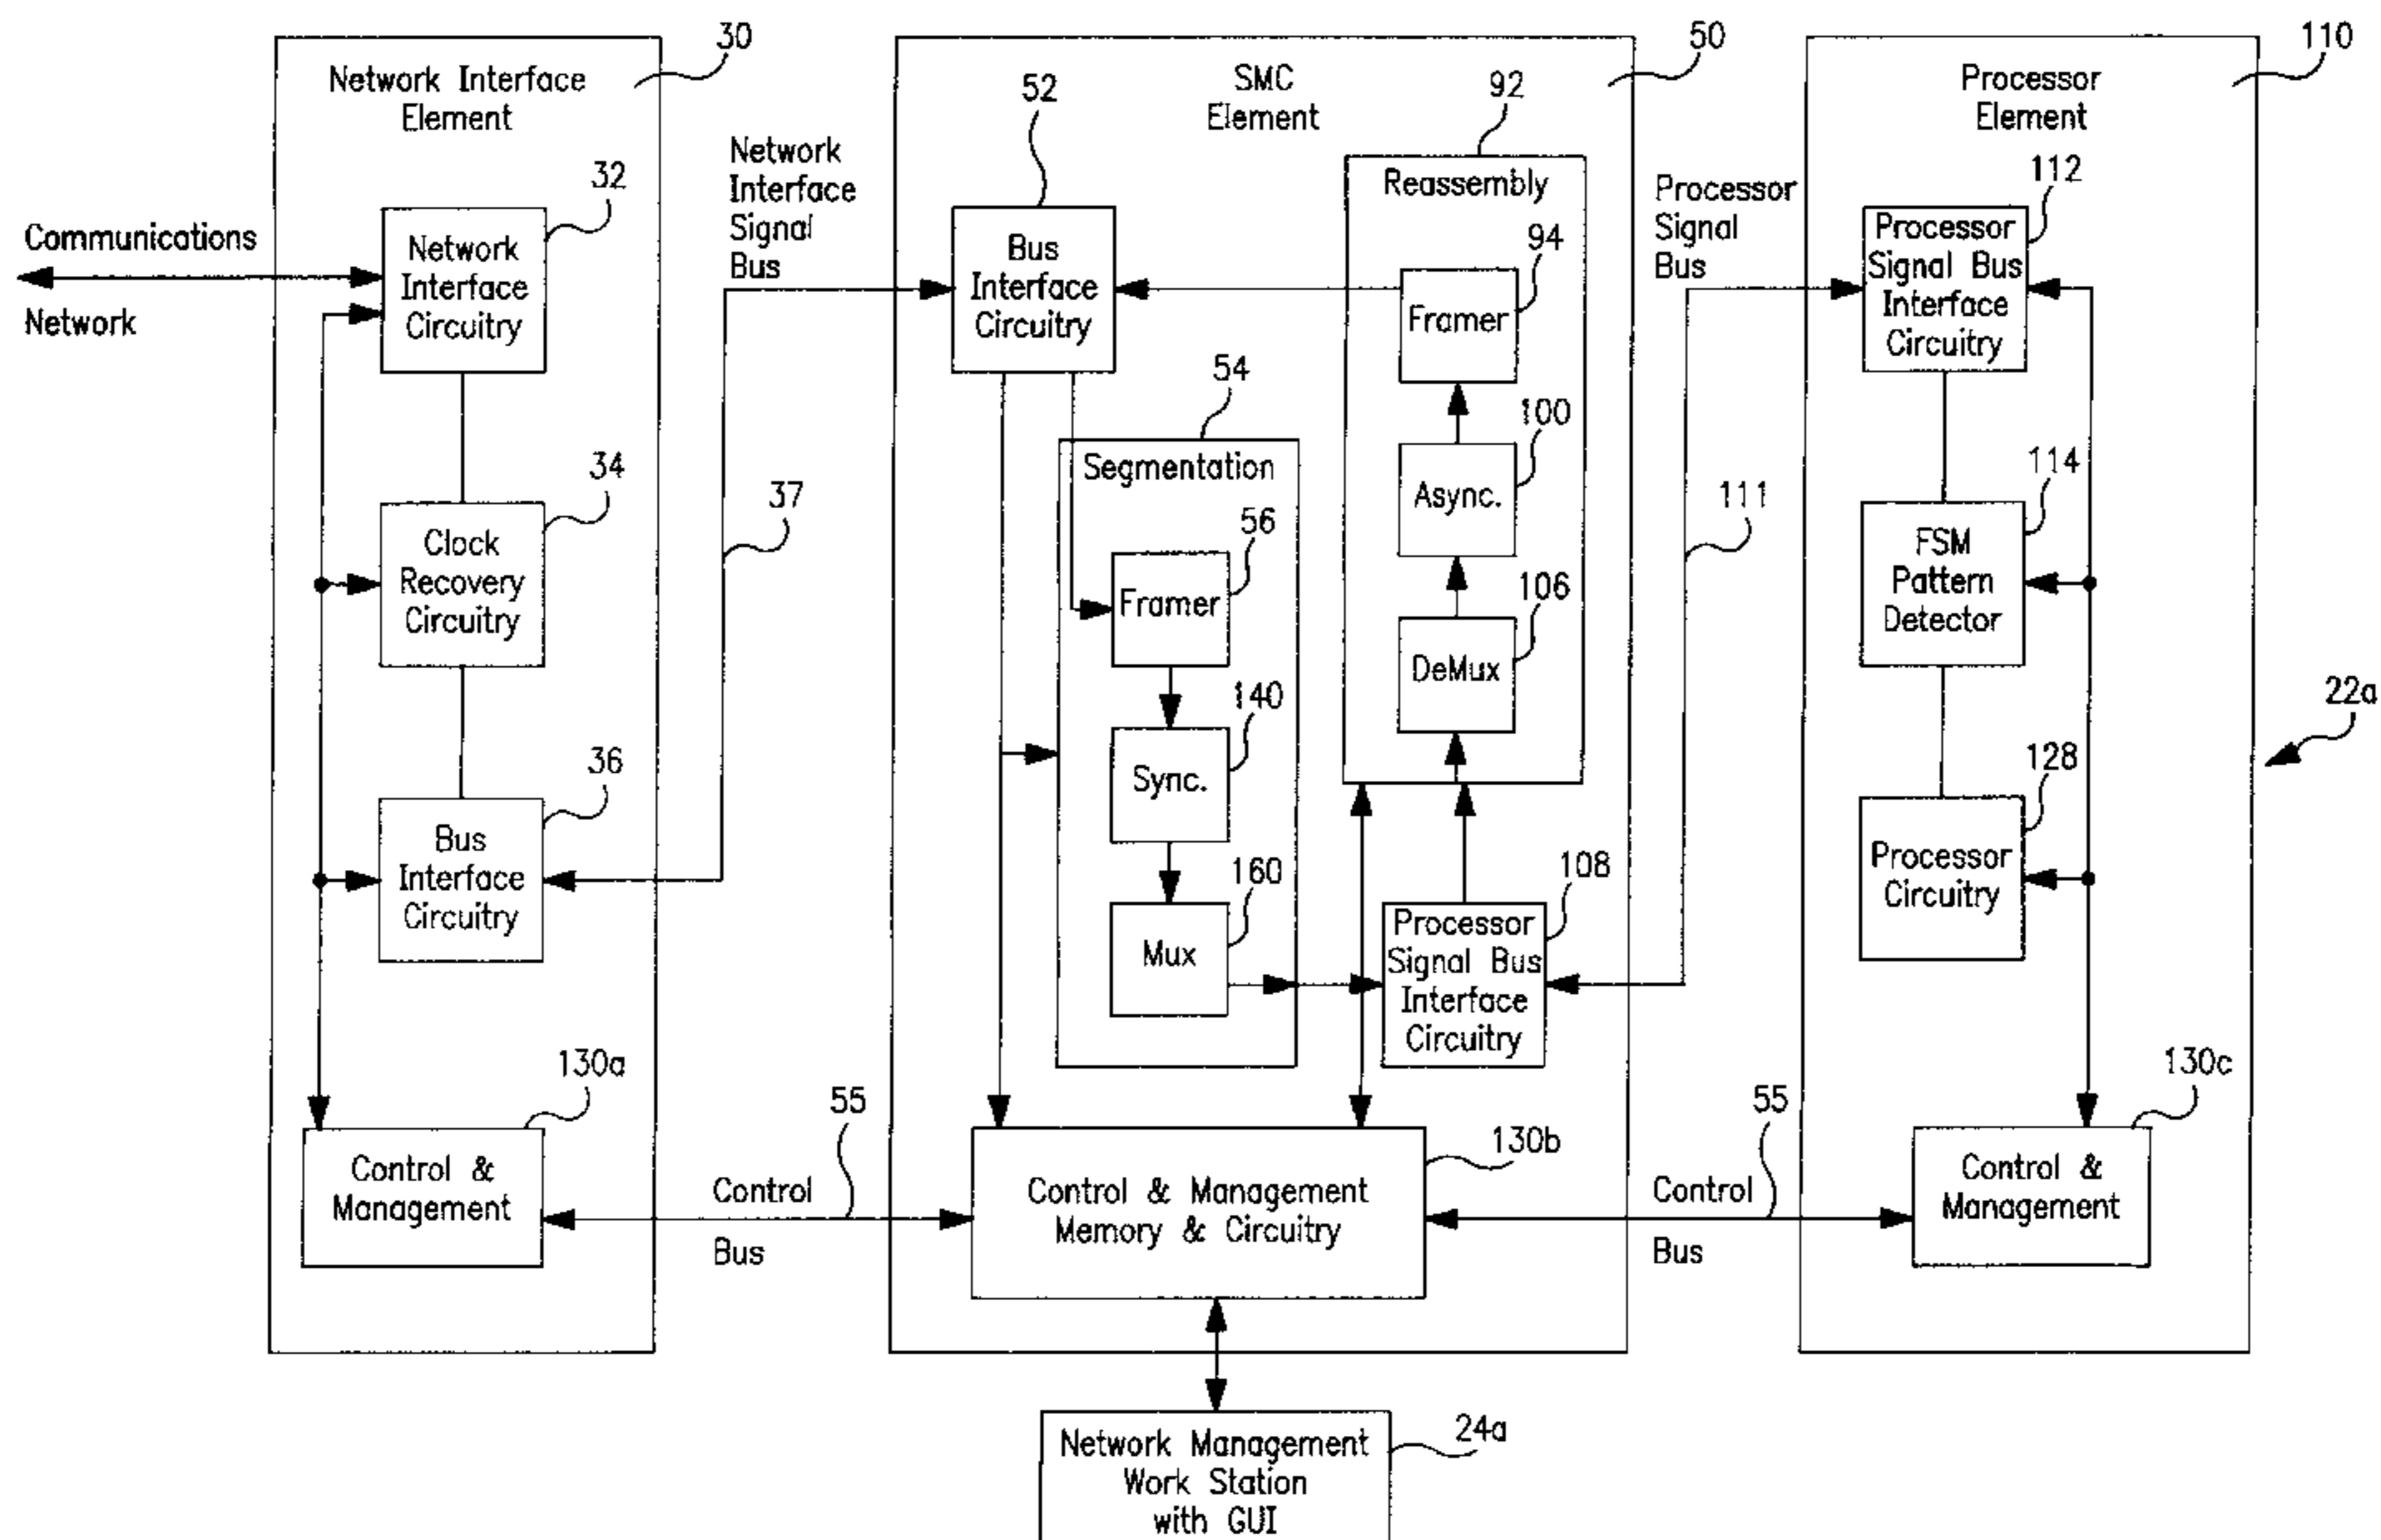 30
Network Interface
Element
32
Communications
Network
Network
Interface
Circuitry
34
Clock
Recovery
Circuitry
36
Bus
Interface
Circuitry
130a
Control &
Management
Network
Interface
Signal
Bus
37
55
Control
Bus
50
SMC
Element
52
Bus
Interface
Circuitry
54
Segmentation
56
Framer
140
Sync.
160
Mux
92
Reassembly
94
Framer
100
Async.
106
DeMux
108
Processor
Signal Bus
Interface
Circuitry
130b
Control & Management
Memory & Circuitry
24a
Network Management
Work Station
with GUI
Processor
Signal
Bus
111
55
Control
Bus
110
Processor
Element
112
Processor
Signal Bus
Interface
Circuitry
114
FSM
Pattern
Detector
22a
128
Processor
Circuitry
130c
Control &
Management